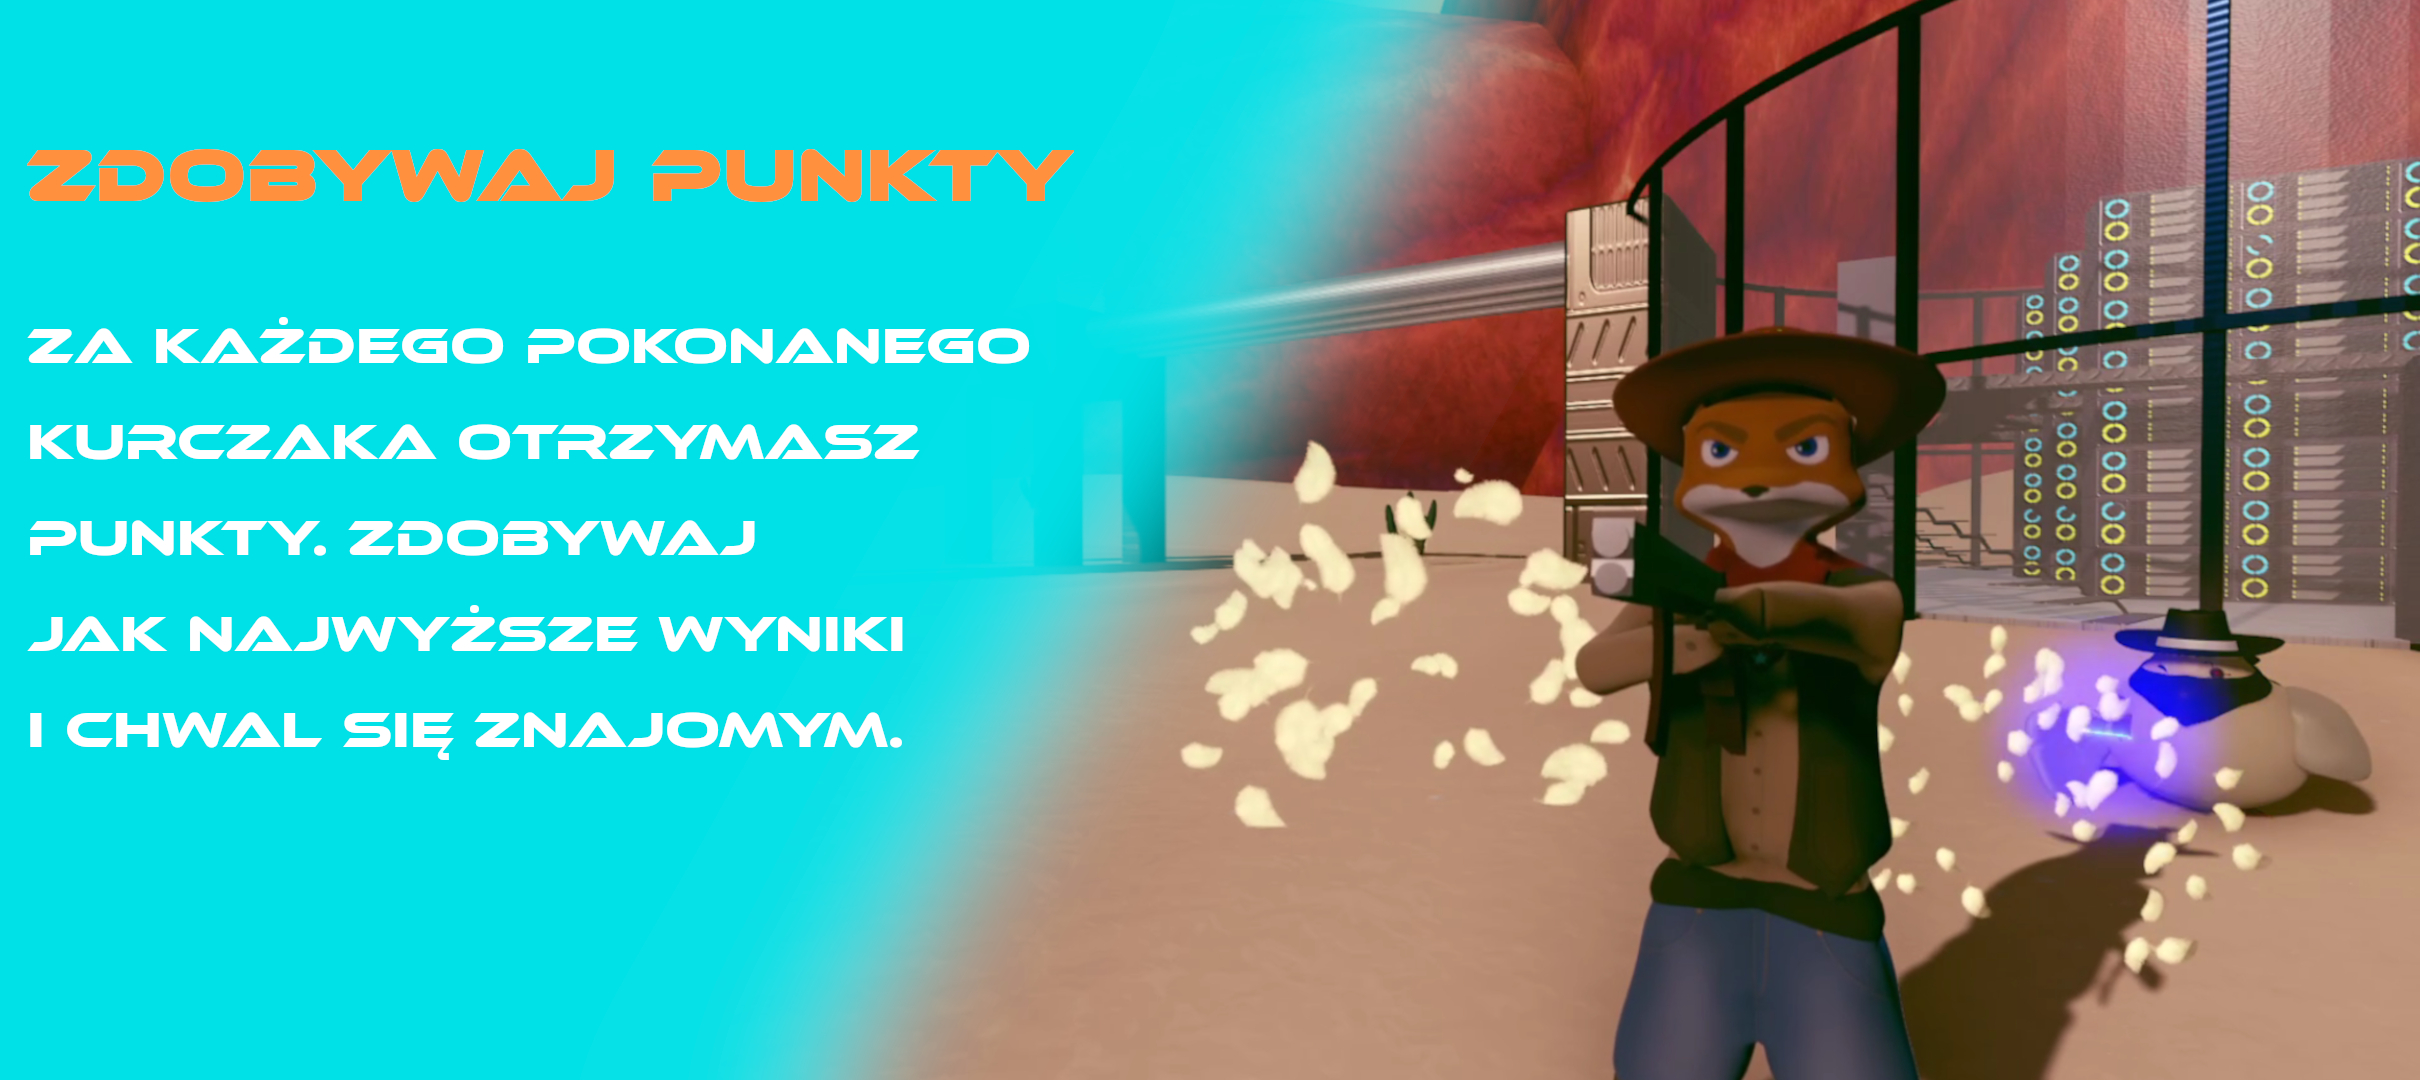 ZDOBYWAJ PUNKTY
ZA KAŻDEGO POKONANEGO
KURCZAKA OTRZYMASZ
PUNKTY. ZDOBYWAJ
JAK NAJWYŻSZE WYNIKI
I CHWAL SIĘ ZNAJOMYM.